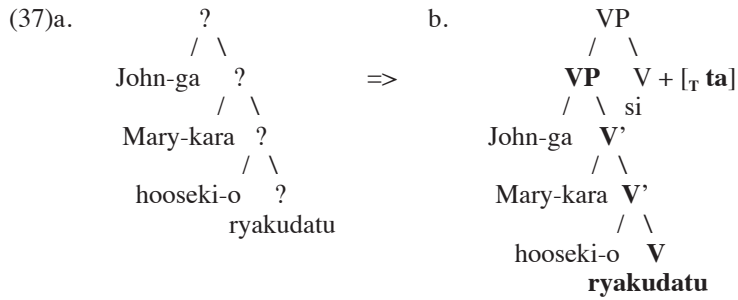 (37)a. ? b. VP
/ \ / \
John-ga ? => VP V + [T ta]
/ \ / \ si
Mary-kara ? John-ga V’
/ \ / \
hooseki-o ? Mary-kara V’
ryakudatu / \
hooseki-o V
ryakudatu